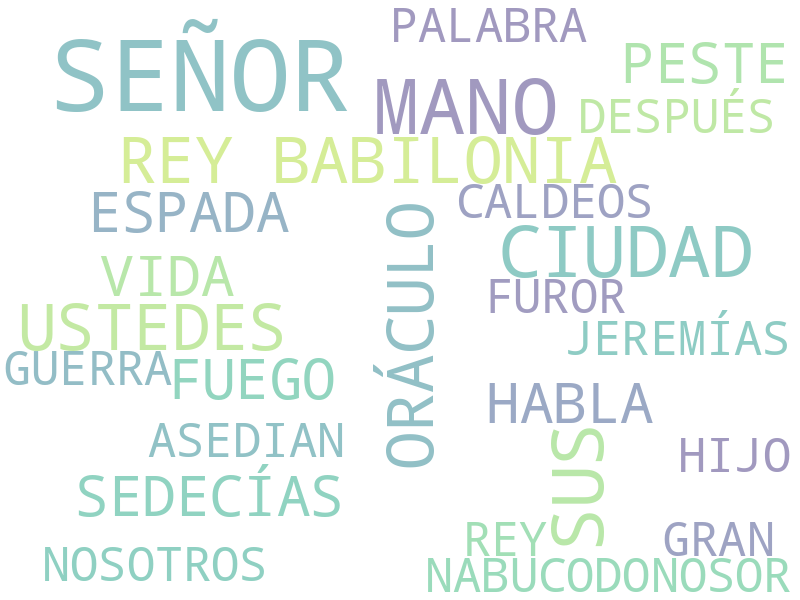 PALABRA
SEÑOR
PESTE
MANO
DESPUÉS
REY BABILONIA
CALDEOS
ESPADA
ORÁCULO
CIUDAD
VIDA
FUROR
USTEDES
JEREMÍAS
GUERRA
FUEGO
HABLA
ASEDIAN
SUS
HIJO
SEDECÍAS
REY
GRAN
NOSOTROS
NABUCODONOSOR